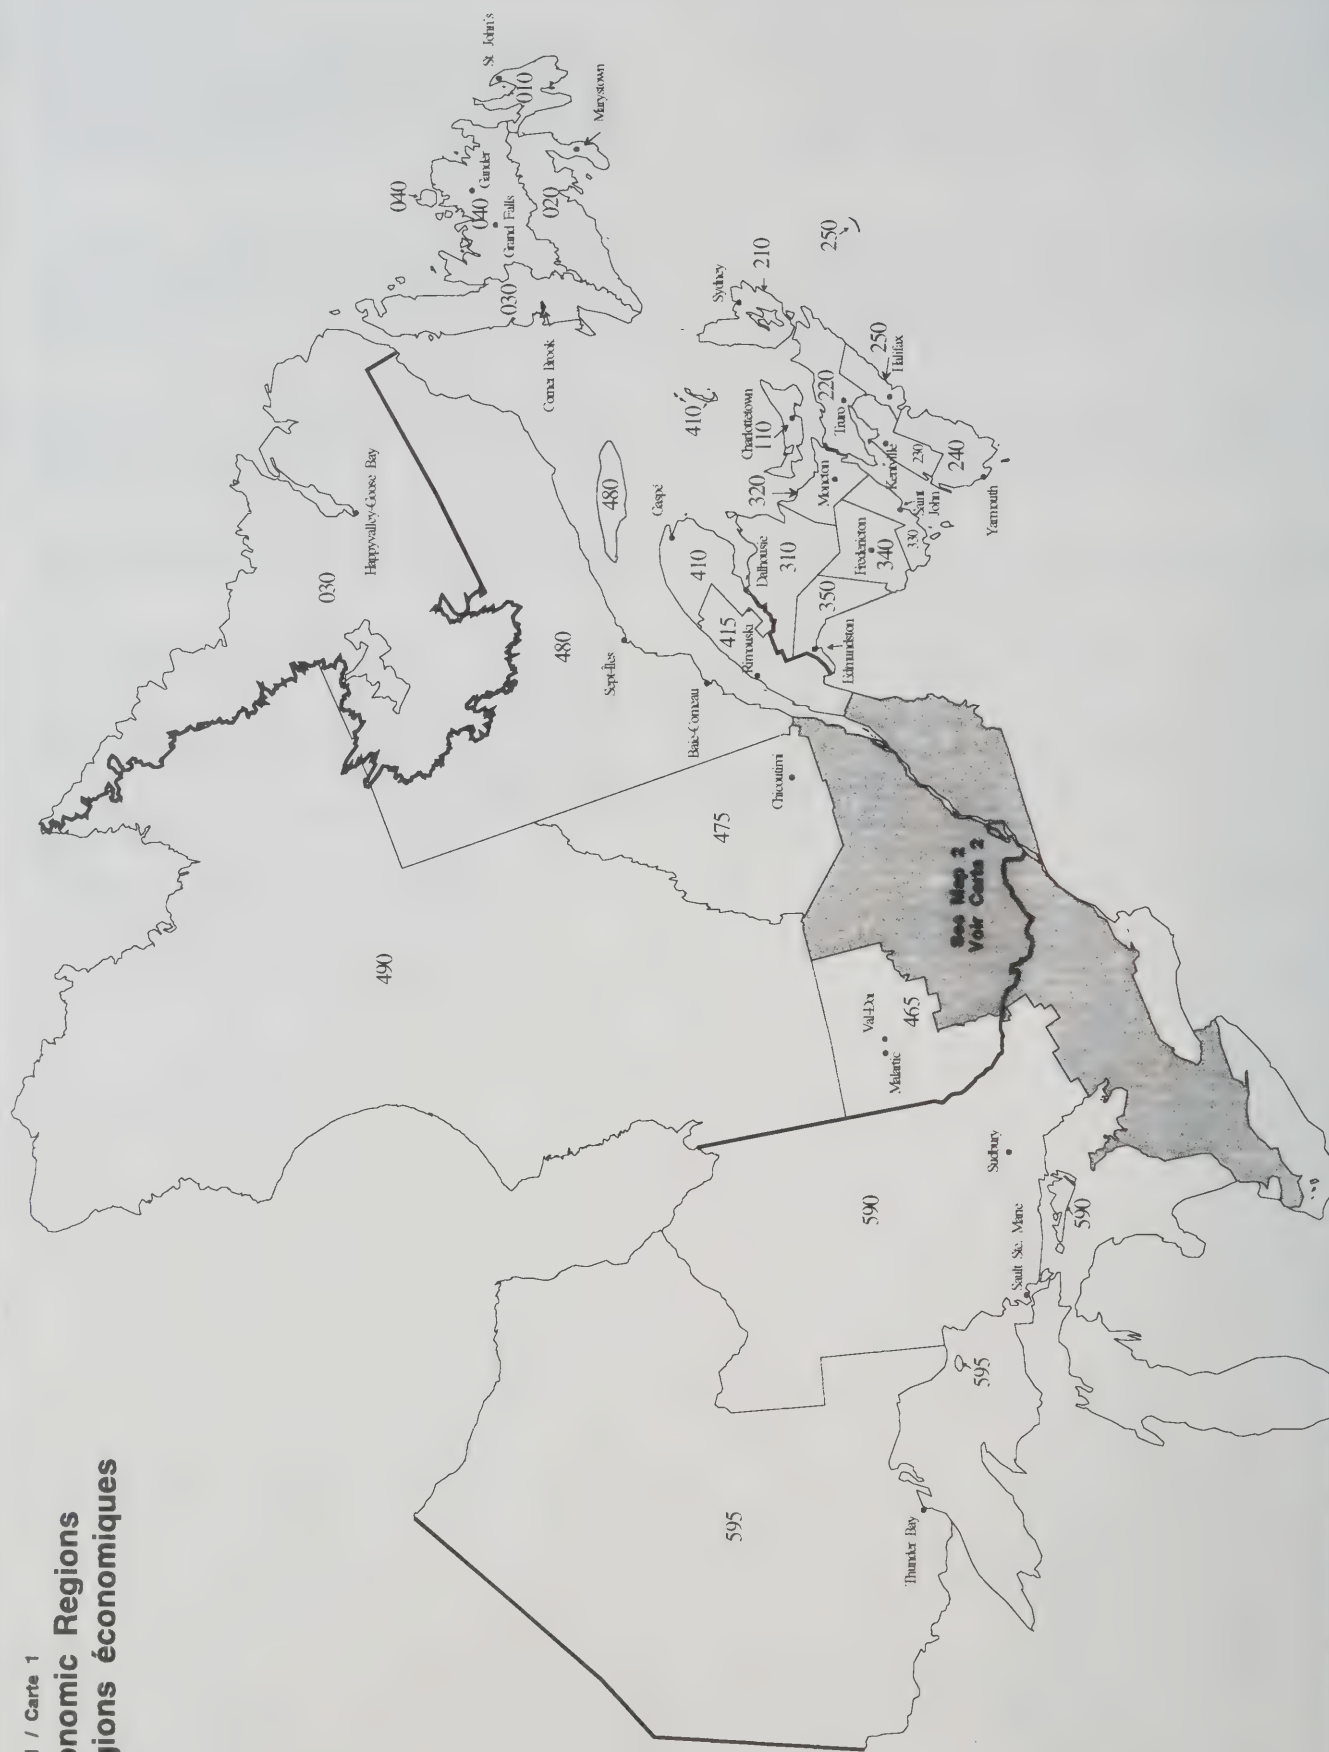 1 / Carte 1
onomic Regions
gions économiques
St. John's
010
Marystown
040
Gander
040
Grand Falls
020
030
Corner Brook
Happyvalley-Goose Bay
030
480
480
Sept-Îles
Baie-Comeau
490
475
Chicoutimi
410
Gaspé
410
415
Rimouski
Dalhousie
310
320
Charlottetown
110
Moncton
350
Edmundston
Fredericton
340
330
Saint
John
Sydney
210
250
220
Truro
250
Halifax
Kentville
230
240
Yarmouth
See Map 2
Voir Carte 2
Val-Dor
Malartic
465
590
Sudbury
Sault Ste. Marie
590
595
595
Thunder Bay